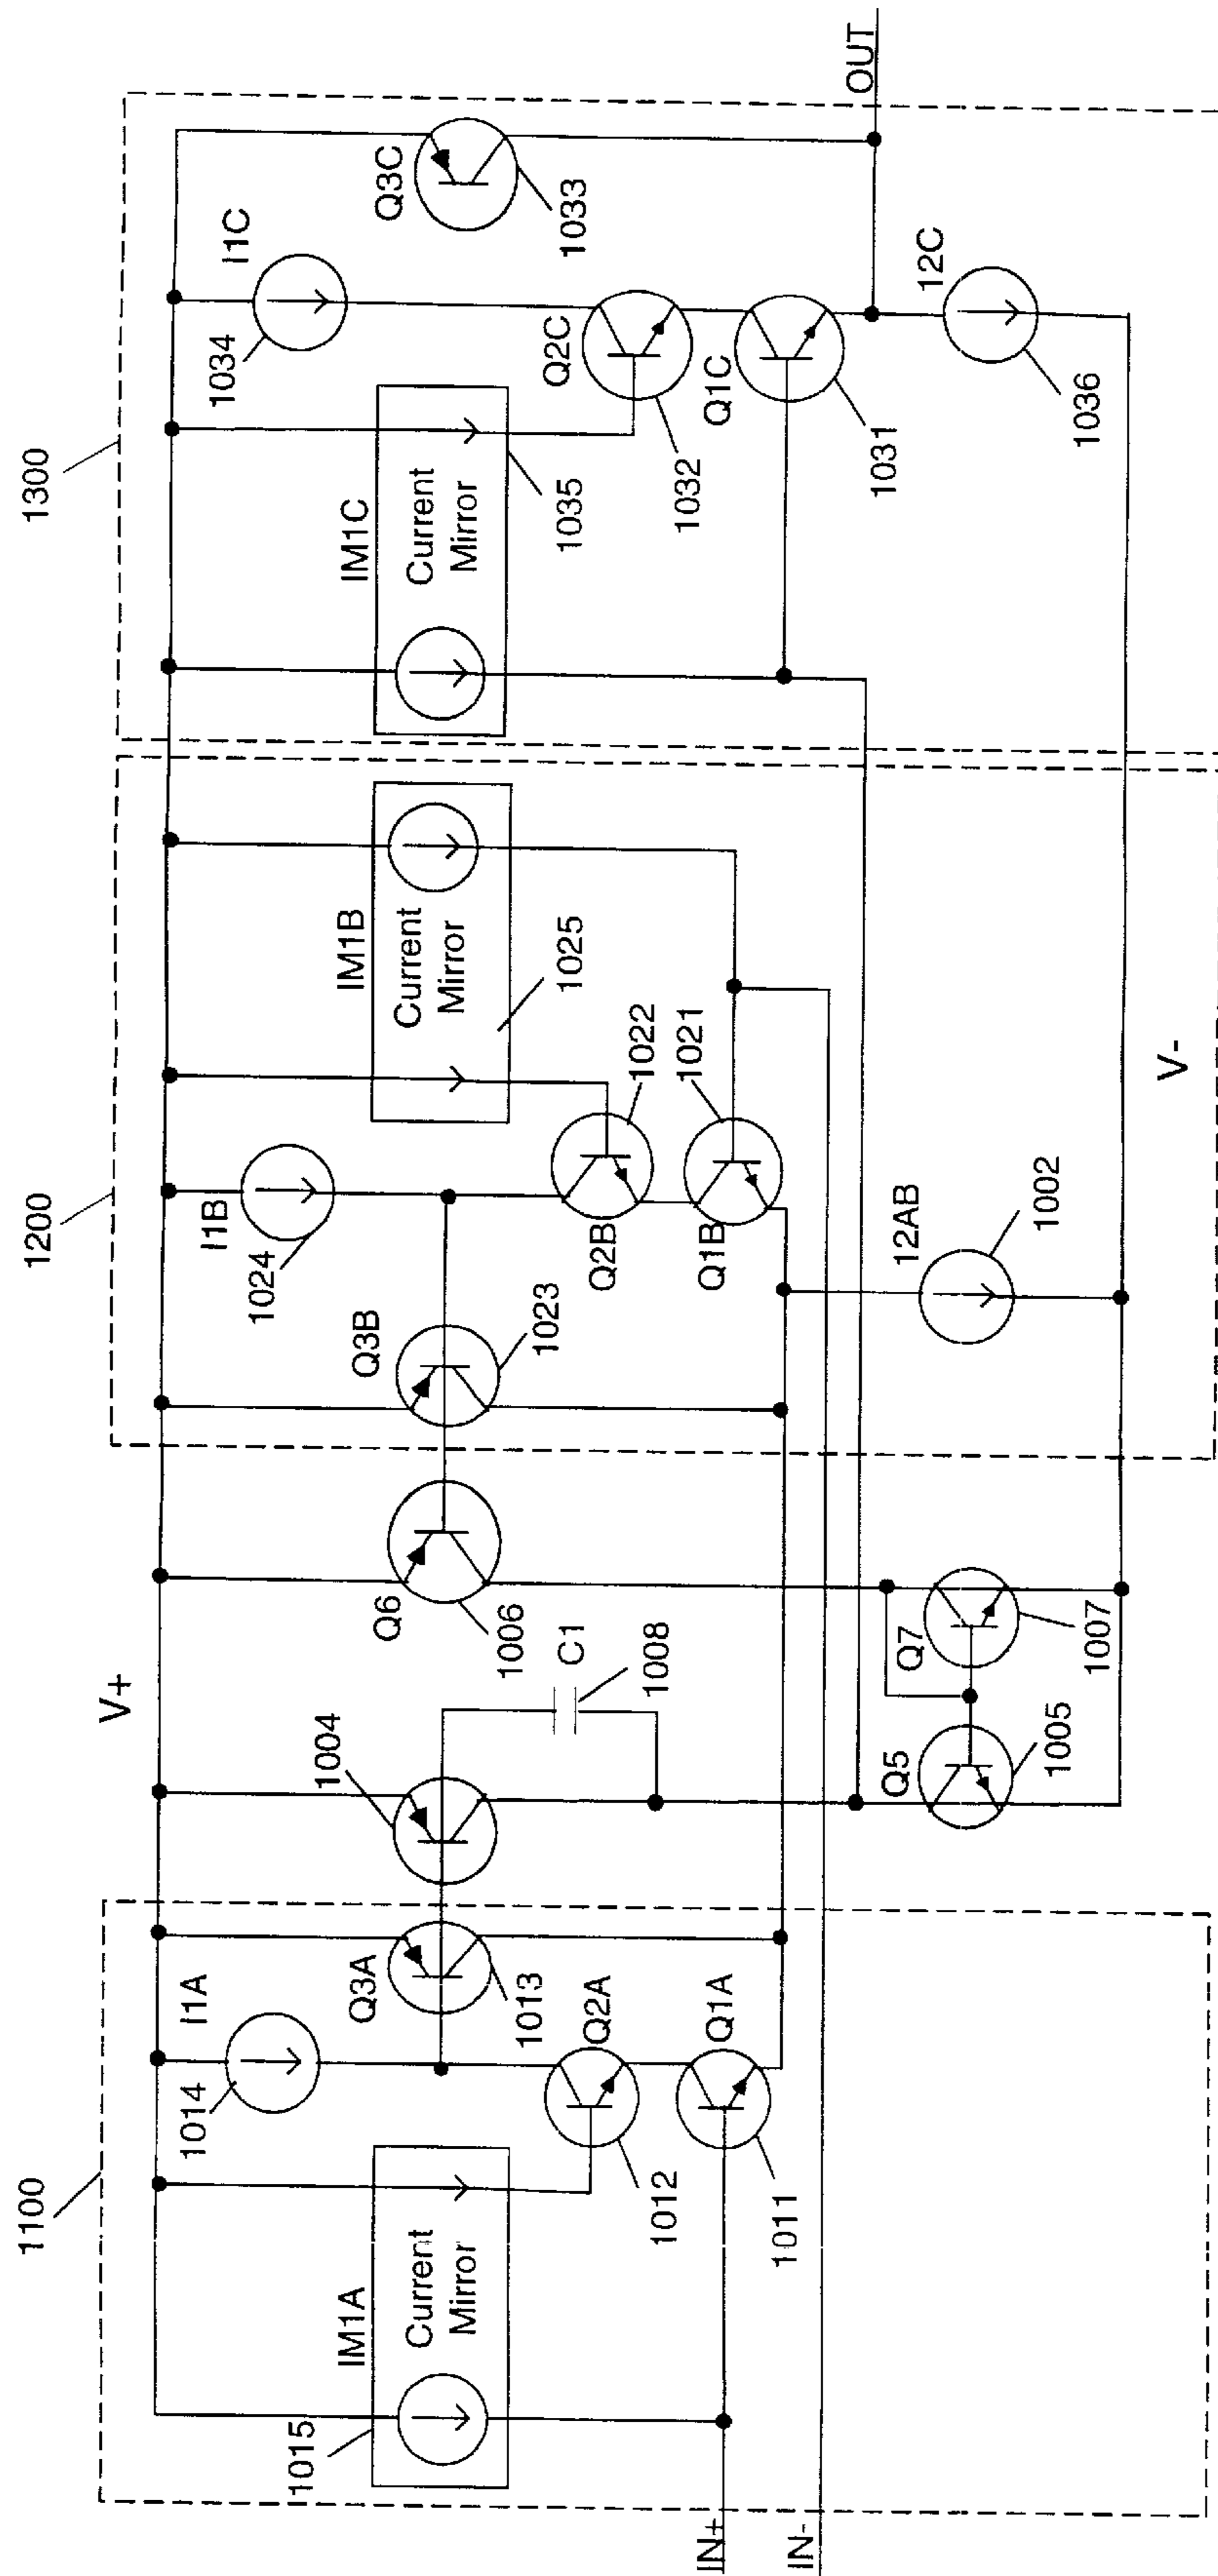 1100
1200
1300
V+
I1A
1014
IM1A
1015
Current
Mirror
Q3A
1013
Q2A
1012
Q1A
1011
IN+
IN-
1004
C1
1008
Q6
1006
Q5
1005
Q7
1007
I1B
1024
Q3B
1023
IM1B
Current
Mirror
1025
Q2B
1022
Q1B
1021
12AB
1002
V-
IM1C
Current
Mirror
1035
I1C
1034
Q3C
1033
Q2C
1032
Q1C
1031
12C
1036
OUT